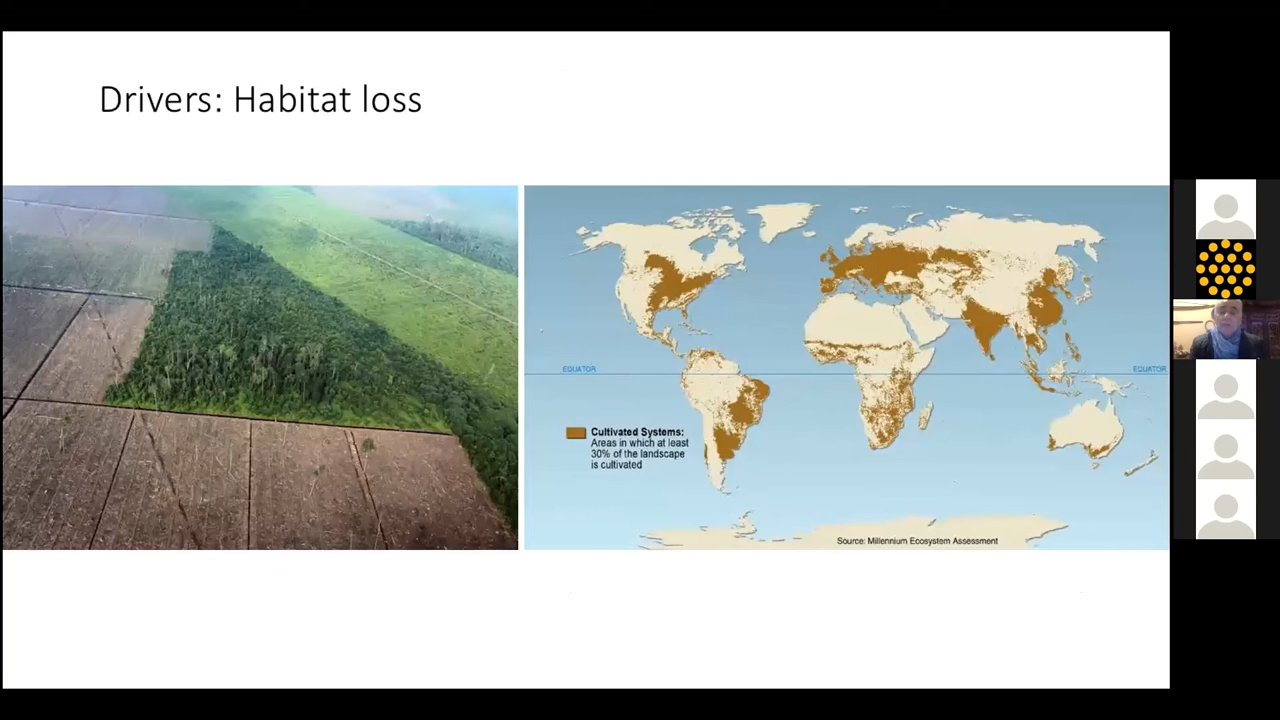 Drivers: Habitat loss
EQUATOR
EQUATOR
Cultivated Systems:
Areas in which at least
30% of the landscape
is cultivated
Source: Millennium Ecosystem Assessment